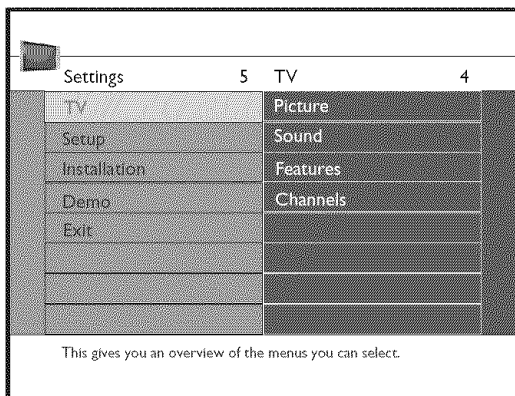 Settings 5 TV 4
TV Picture
Setup Sound
Installation Features
Demo Channels
Exit
This gives you an overview of the menus you can select.